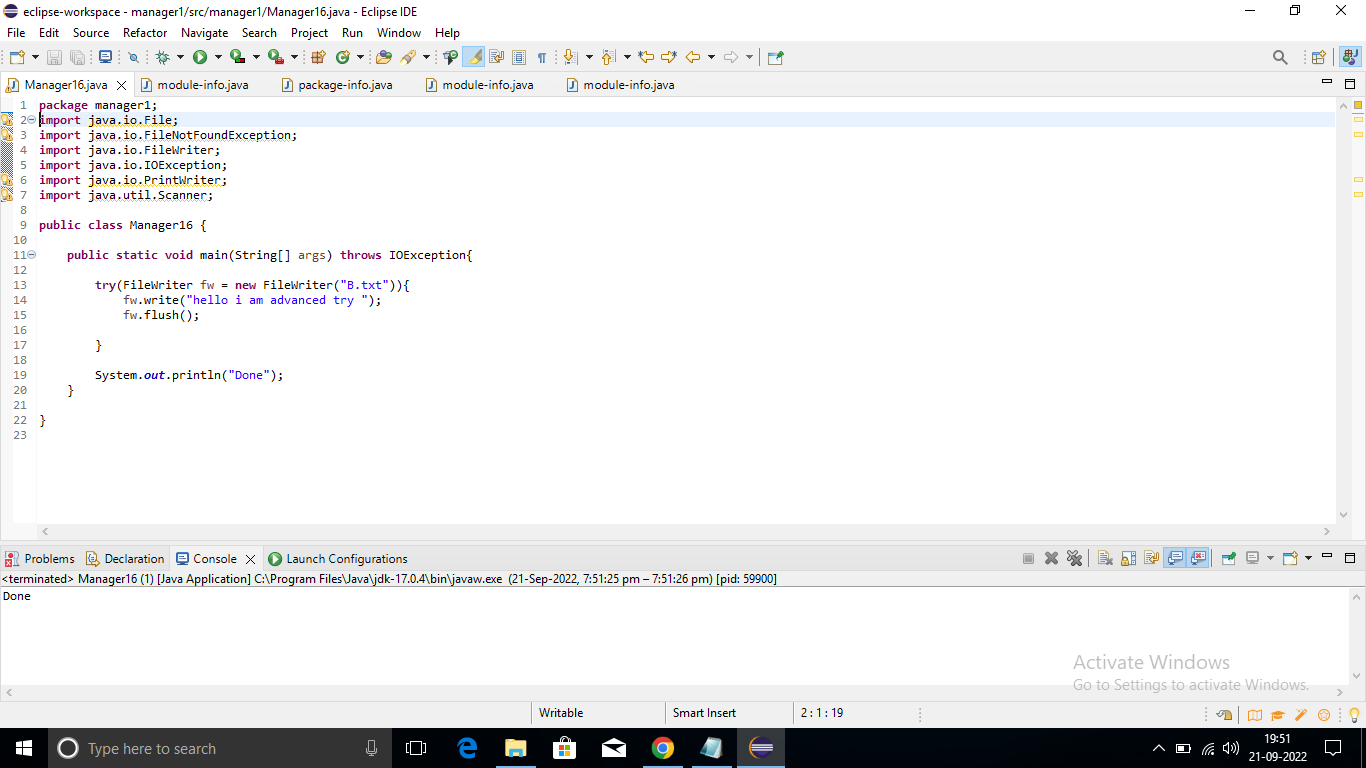 eclipse-workspace - manager1/src/manager1/Manager16.java - Eclipse IDE
File Edit Source Refactor Navigate Search Project Run Window Help
Manager16.java module-info.java package-info.java module-info.java module-info.java
1 package manager1;
2 import java.io.File;
3 import java.io.FileNotFoundException;
4 import java.io.FileWriter;
5 import java.io.IOException;
6 import java.io.PrintWriter;
7 import java.util.Scanner;
8
9 public class Manager16 {
10
11 public static void main(String[] args) throws IOException{
12
13 try(FileWriter fw = new FileWriter("B.txt")){
14 fw.write("hello i am advanced try ");
15 fw.flush();
16
17 }
18
19 System.out.println("Done");
20 }
21
22 }
23
Problems Declaration Console Launch Configurations
<terminated> Manager16 (1) [Java Application] C:\Program Files\Java\jdk-17.0.4\bin\javaw.exe (21-Sep-2022, 7:51:25 pm – 7:51:26 pm) [pid: 59900]
Done
Activate Windows
Go to Settings to activate Windows.
Writable Smart Insert 2 : 1 : 19
Type here to search
19:51
21-09-2022